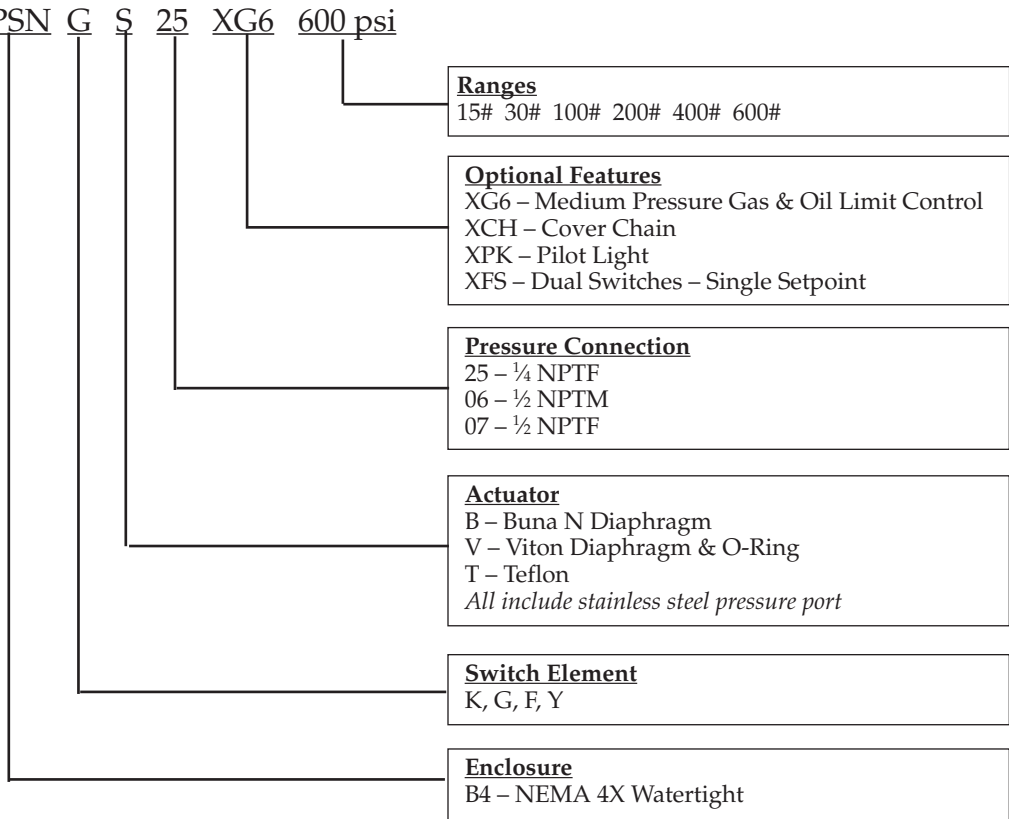 PSN G S 25 XG6 600 psi
Ranges
15# 30# 100# 200# 400# 600#
Optional Features
XG6 – Medium Pressure Gas & Oil Limit Control
XCH – Cover Chain
XPK – Pilot Light
XFS – Dual Switches – Single Setpoint
Pressure Connection
25 – ¼ NPTF
06 – ½ NPTM
07 – ½ NPTF
Actuator
B – Buna N Diaphragm
V – Viton Diaphragm & O-Ring
T – Teflon
All include stainless steel pressure port
Switch Element
K, G, F, Y
Enclosure
B4 – NEMA 4X Watertight